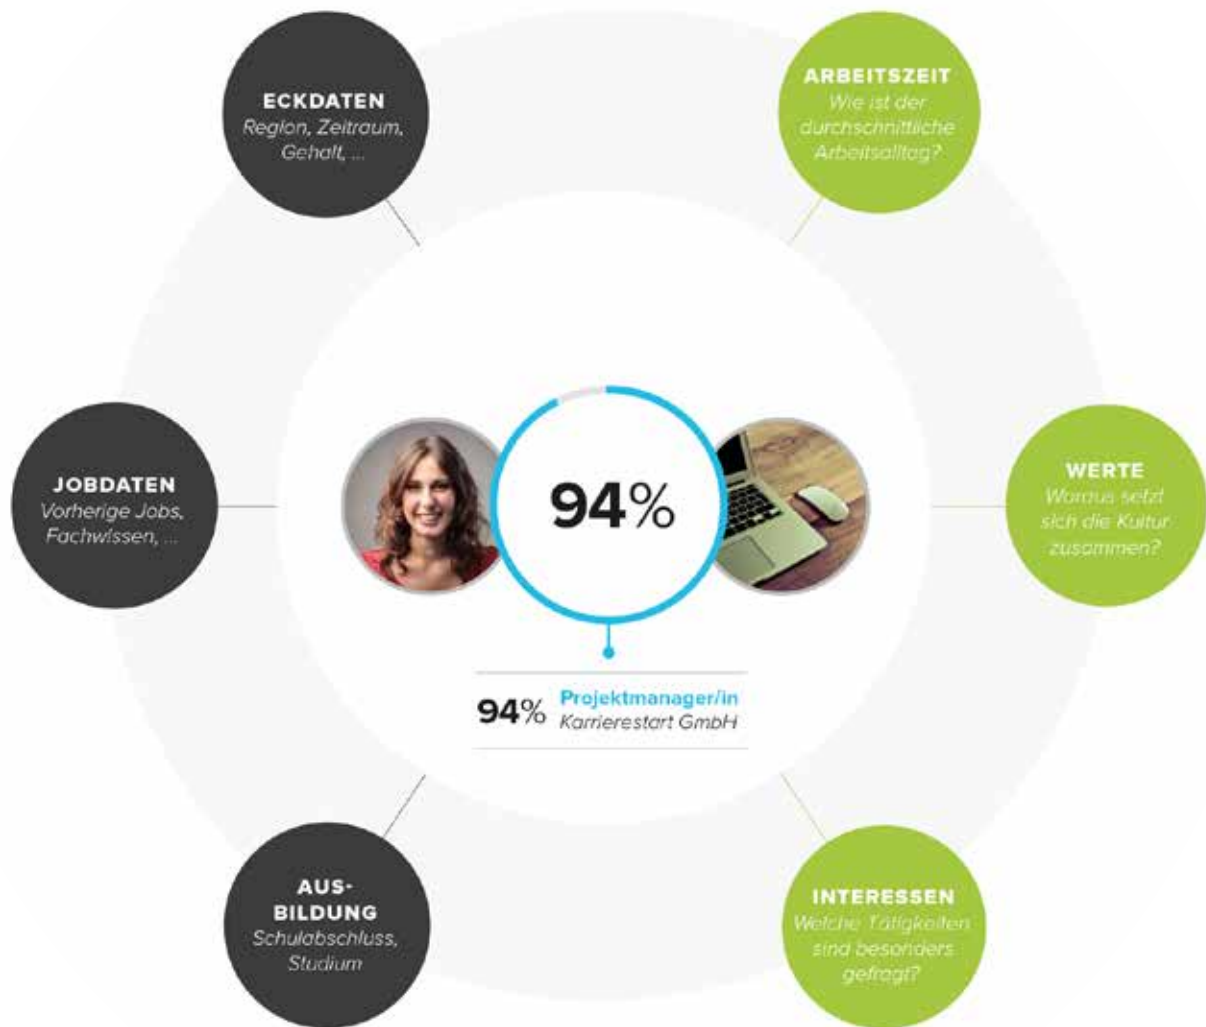 ECKDATEN
Region, Zeitraum,
Gehalt, ...
ARBEITSZEIT
Wie ist der
durchschnittliche
Arbeitsalltag?
JOBDATEN
Vorherige Jobs,
Fachwissen, ...
94%
WERTE
Woraus setzt
sich die Kultur
zusammen?
94% Projektmanager/in
Karrierestart GmbH
AUS-
BILDUNG
Schulabschluss,
Studium
INTERESSEN
Welche Tätigkeiten
sind besonders
gefragt?